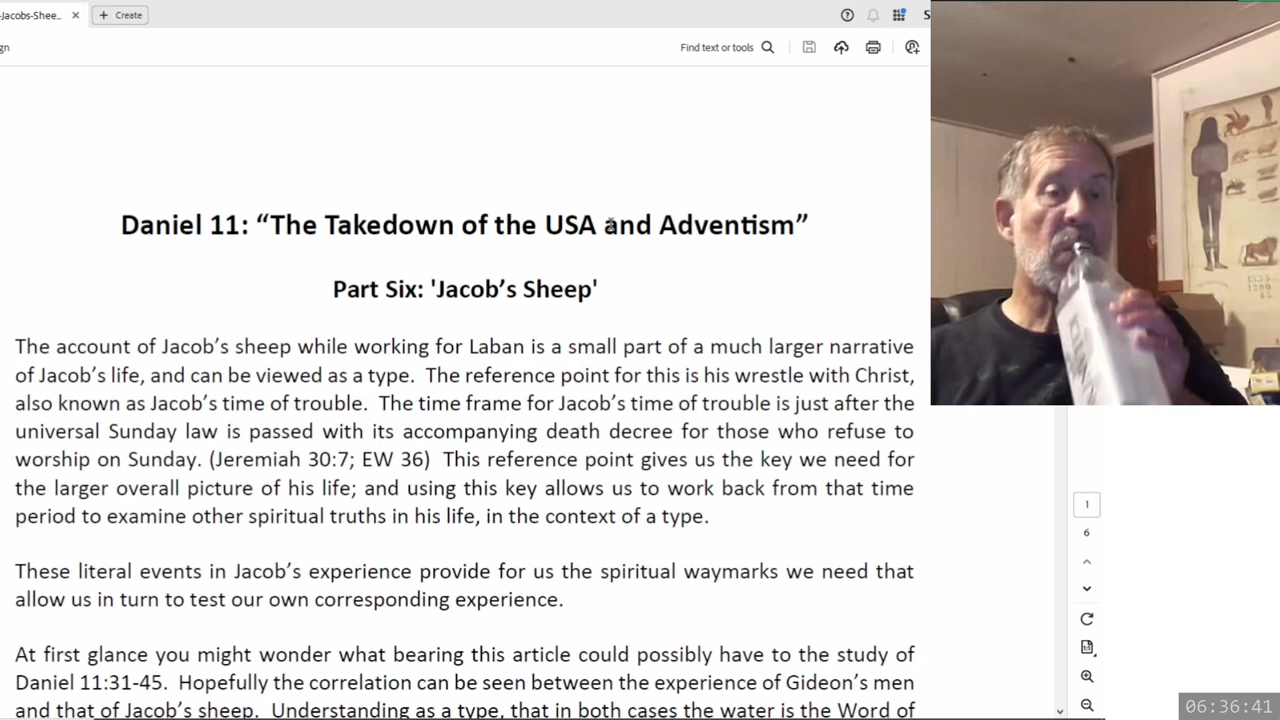 -Jacobs-Shee...
Create
gn
Find text or tools
S
Daniel 11: “The Takedown of the USA and Adventism”
Part Six: 'Jacob’s Sheep'
The account of Jacob’s sheep while working for Laban is a small part of a much larger narrative
of Jacob’s life, and can be viewed as a type.  The reference point for this is his wrestle with Christ,
also known as Jacob’s time of trouble.  The time frame for Jacob’s time of trouble is just after the
universal Sunday law is passed with its accompanying death decree for those who refuse to
worship on Sunday. (Jeremiah 30:7; EW 36)  This reference point gives us the key we need for
the larger overall picture of his life; and using this key allows us to work back from that time
period to examine other spiritual truths in his life, in the context of a type.
These literal events in Jacob’s experience provide for us the spiritual waymarks we need that
allow us in turn to test our own corresponding experience.
At first glance you might wonder what bearing this article could possibly have to the study of
Daniel 11:31-45.  Hopefully the correlation can be seen between the experience of Gideon’s men
and that of Jacob’s sheep.  Understanding as a type, that in both cases the water is the Word of
1
6
06:36:41